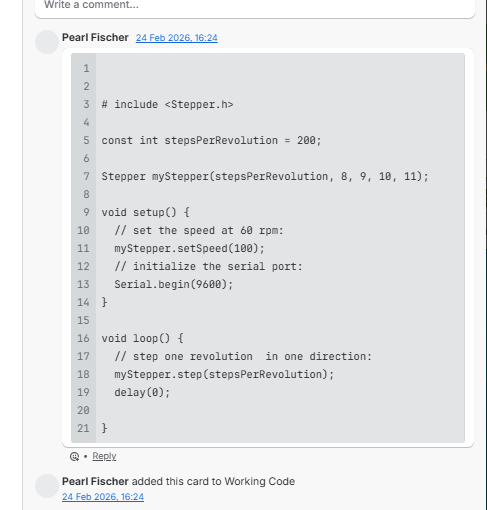 Write a comment...
Pearl Fischer 24 Feb 2026, 16:24
1
2
3 # include <Stepper.h>
4
5 const int stepsPerRevolution = 200;
6
7 Stepper myStepper(stepsPerRevolution, 8, 9, 10, 11);
8
9 void setup() {
10   // set the speed at 60 rpm:
11   myStepper.setSpeed(100);
12   // initialize the serial port:
13   Serial.begin(9600);
14 }
15
16 void loop() {
17   // step one revolution  in one direction:
18   myStepper.step(stepsPerRevolution);
19   delay(0);
20
21 }
• Reply
Pearl Fischer added this card to Working Code
24 Feb 2026, 16:24